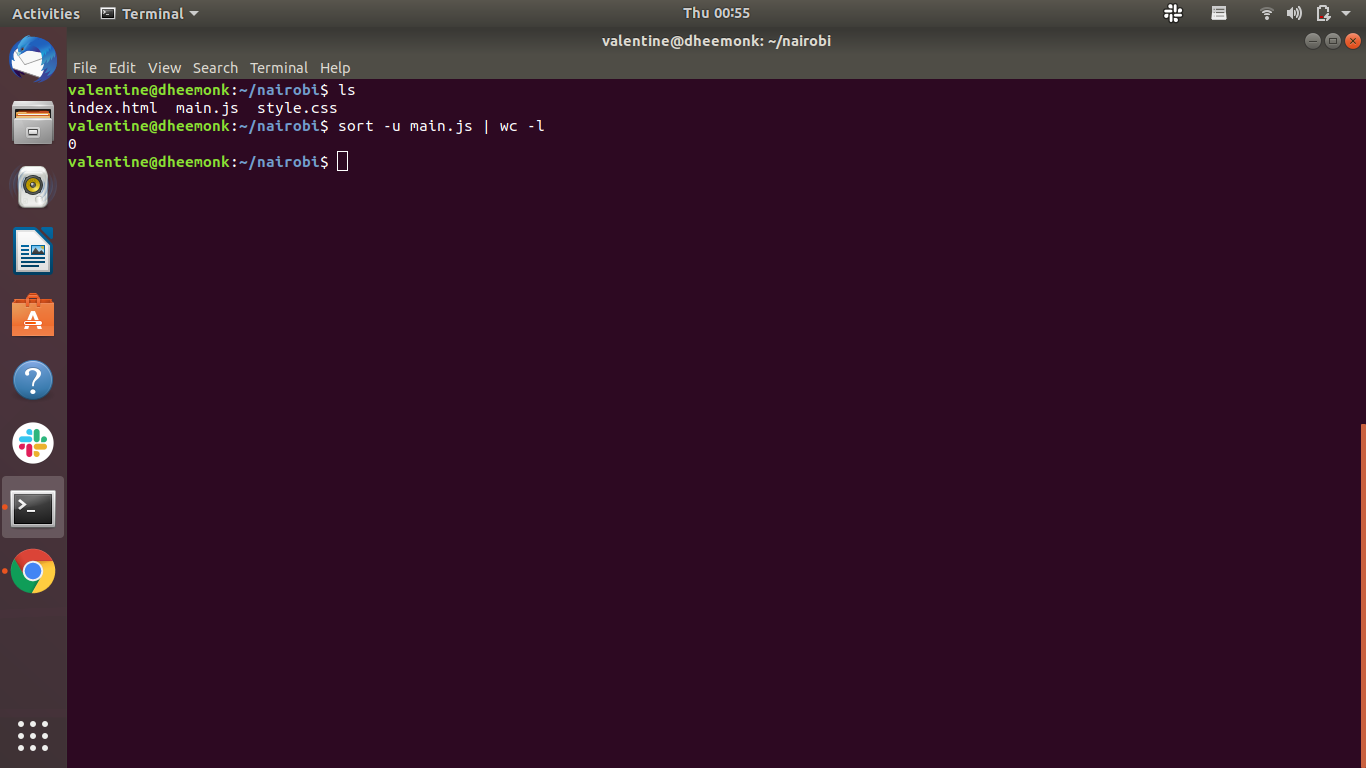 Activities Terminal Thu 00:55
valentine@dheemonk: ~/nairobi
File Edit View Search Terminal Help
valentine@dheemonk:~/nairobi$ ls
index.html  main.js  style.css
valentine@dheemonk:~/nairobi$ sort -u main.js | wc -l
0
valentine@dheemonk:~/nairobi$